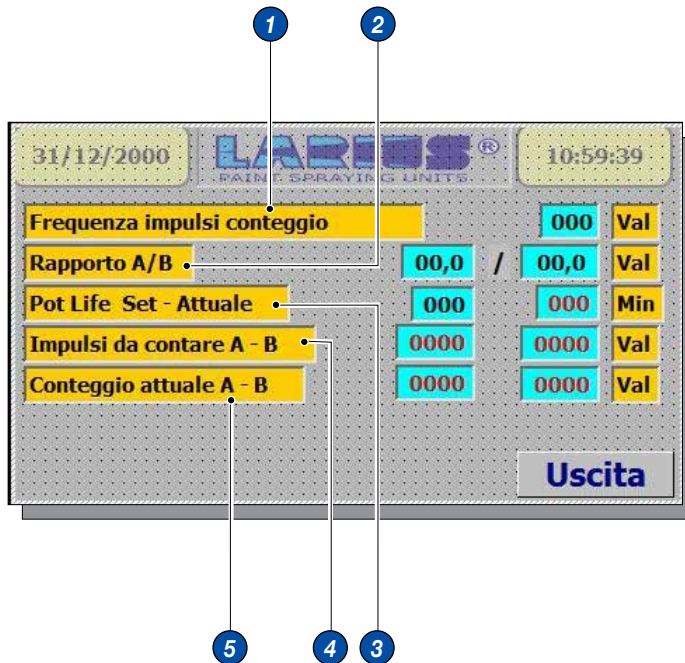 1 2
31/12/2000 LARIUS ® 10:59:39
PAINT SPRAYING UNITS
Frequenza impulsi conteggio 000 Val
Rapporto A/B 00,0 / 00,0 Val
Pot Life Set - Attuale 000 000 Min
Impulsi da contare A - B 0000 0000 Val
Conteggio attuale A - B 0000 0000 Val
Uscita
5 4 3